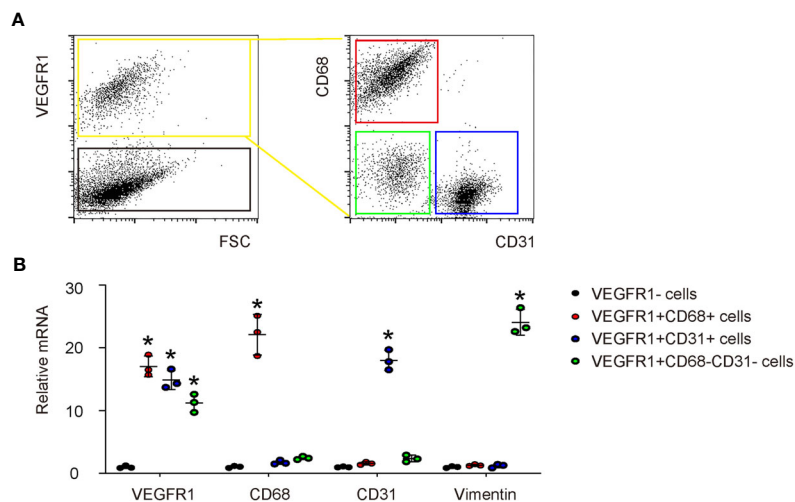 A
VEGFR1
FSC
CD68
CD31
B
Relative mRNA
30
20
10
0
* * * * * *
VEGFR1 CD68 CD31 Vimentin
VEGFR1- cells
VEGFR1+CD68+ cells
VEGFR1+CD31+ cells
VEGFR1+CD68-CD31- cells